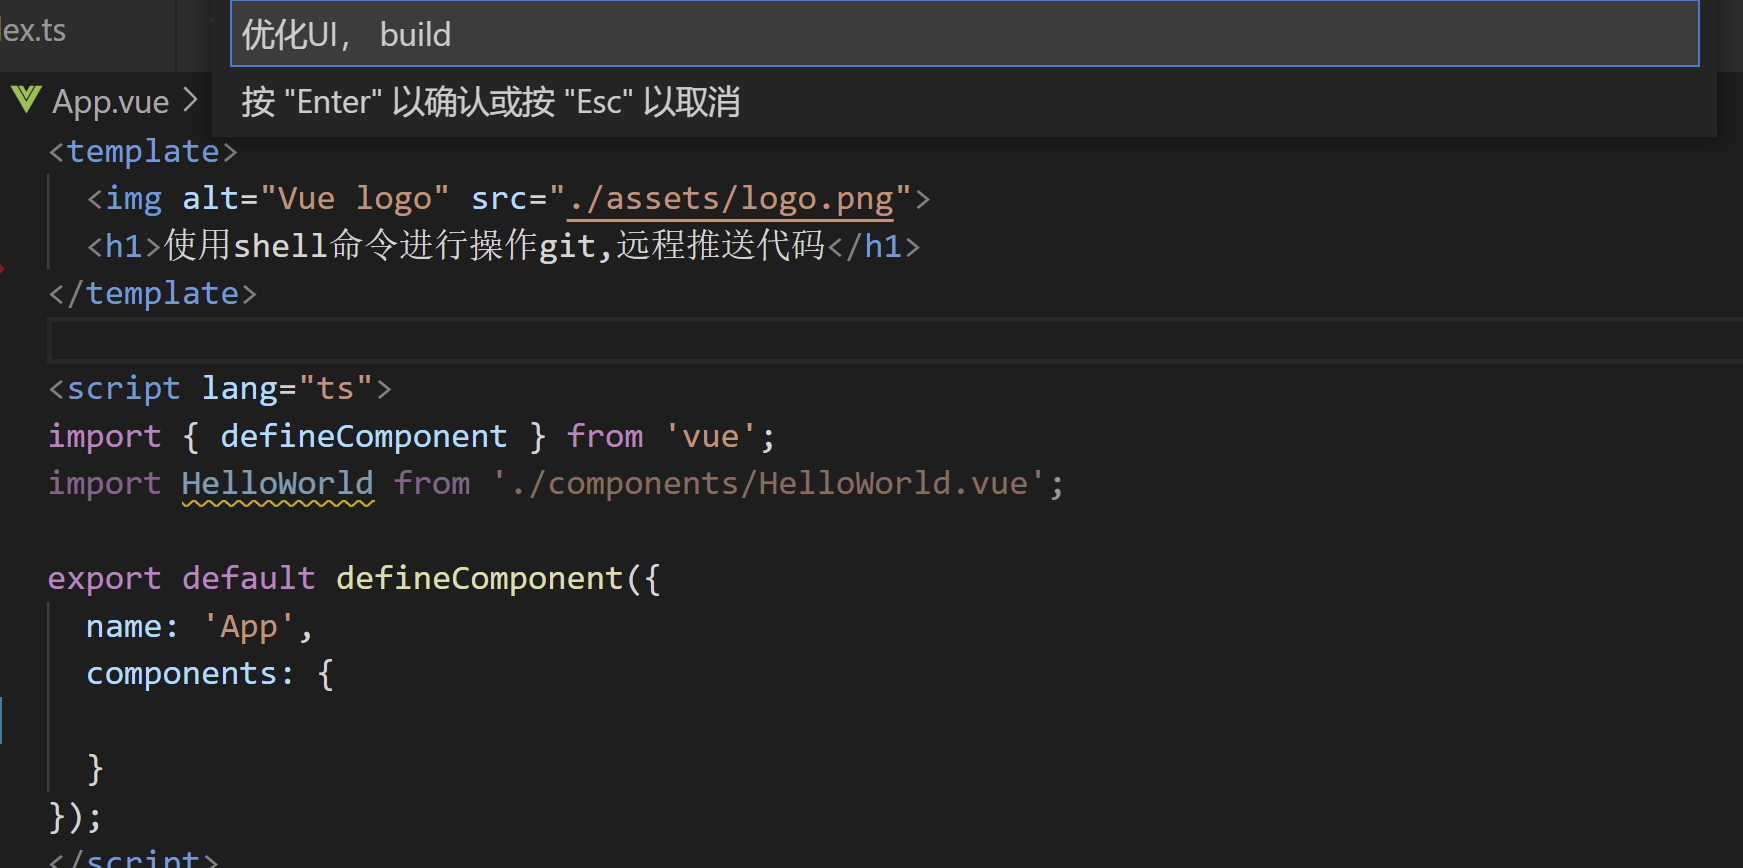 ex.ts
优化UI， build
按 "Enter" 以确认或按 "Esc" 以取消
App.vue >
<template>
<img alt="Vue logo" src="./assets/logo.png">
<h1>使用shell命令进行操作git,远程推送代码</h1>
</template>
<script lang="ts">
import { defineComponent } from 'vue';
import HelloWorld from './components/HelloWorld.vue';
export default defineComponent({
name: 'App',
components: {
}
});
</script>